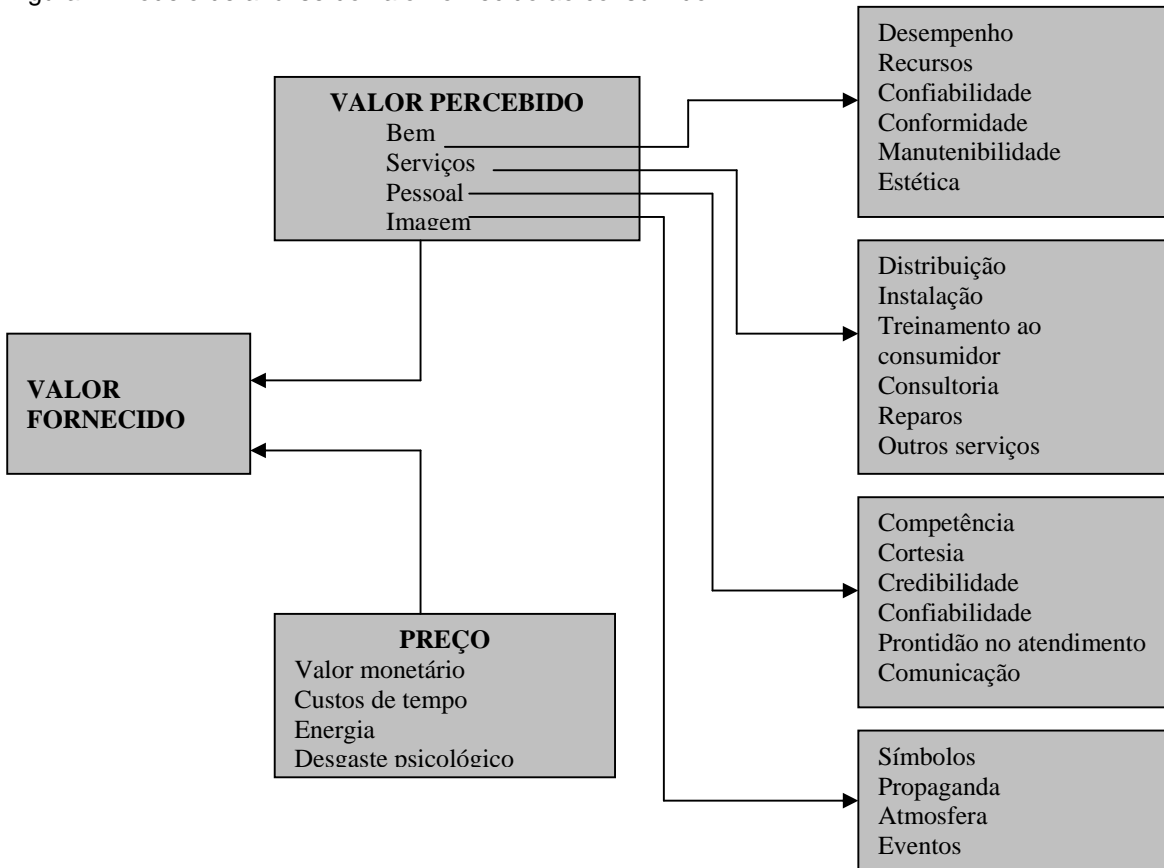 VALOR PERCEBIDO
Bem
Serviços
Pessoal
Imagem
VALOR
FORNECIDO
PREÇO
Valor monetário
Custos de tempo
Energia
Desgaste psicológico
Desempenho
Recursos
Confiabilidade
Conformidade
Manutenibilidade
Estética
Distribuição
Instalação
Treinamento ao
consumidor
Consultoria
Reparos
Outros serviços
Competência
Cortesia
Credibilidade
Confiabilidade
Prontidão no atendimento
Comunicação
Símbolos
Propaganda
Atmosfera
Eventos